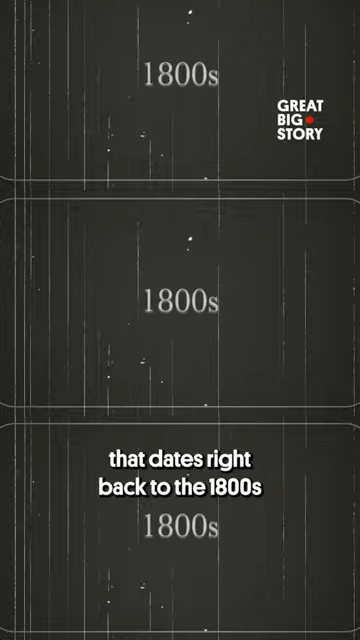 1800s
GREAT
BIG
STORY
1800s
that dates right
back to the 1800s
1800s